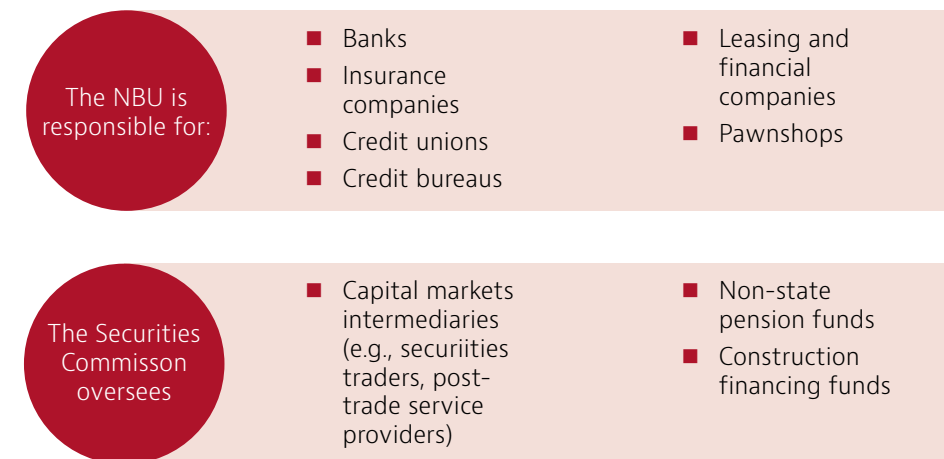 The NBU is
responsible for:
■ Banks
■ Insurance
companies
■ Credit unions
■ Credit bureaus
■ Leasing and
financial
companies
■ Pawnshops
The Securities
Commisson
oversees
■ Capital markets
intermediaries
(e.g., securiities
traders, post-
trade service
providers)
■ Non-state
pension funds
■ Construction
financing funds